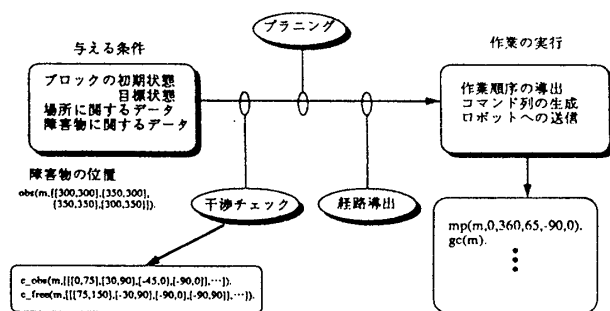 プラニング
与える条件
作業の実行
ブロックの初期状態
目標状態
場所に関するデータ
障害物に関するデータ
作業順序の導出
コマンド列の生成
ロボットへの送信
障害物の位置
obs(m,[[300,300],[350,300],
[350,350],[300,350]]).
干渉チェック
経路導出
mp(m,0,360,65,-90,0).
gc(m).
c_obs(m,[[[0,75],[30,90],[-45,0],[-90,0]],…]).
c_free(m,[[[75,150],[-30,90],[-90,0],[-90,90]],…]).